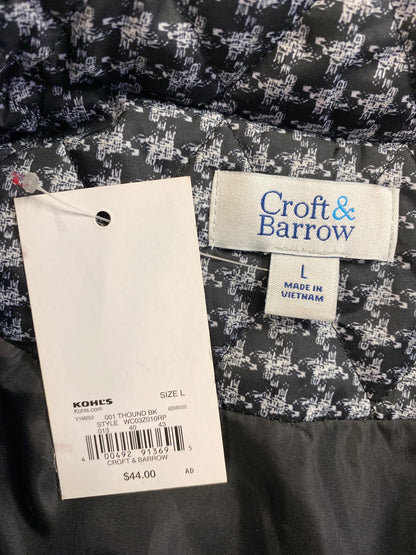 Croft&
Barrow
L
MADE IN
VIETNAM
KOHL'S
Kohls.com
SIZE L
001 THOUND BK
STYLE WC03Z010RP
013 40 43
4 00492 91369 5
CROFT & BARROW
$44.00
AD